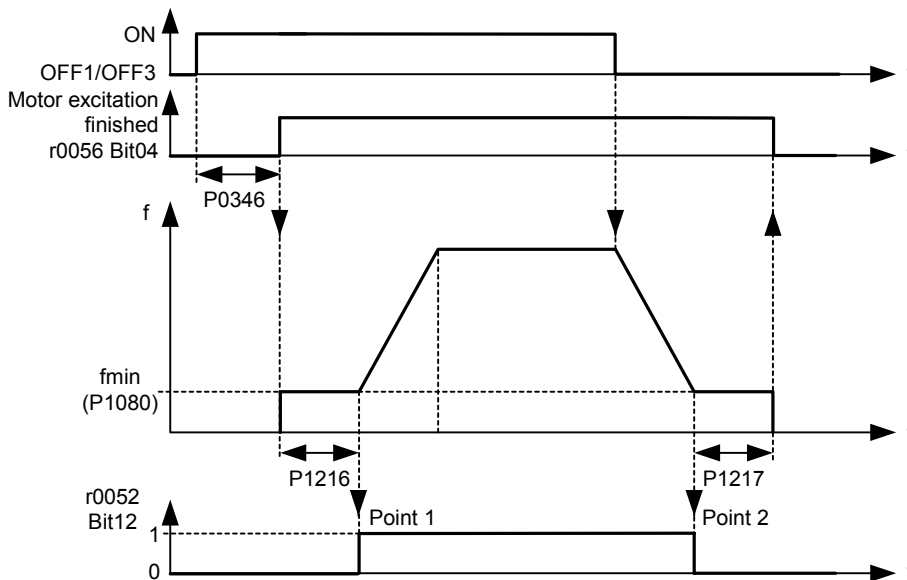 ON
OFF1/OFF3
Motor excitation
finished
r0056 Bit04
P0346
f
fmin
(P1080)
P1216
P1217
r0052
Bit12
1
0
Point 1
Point 2